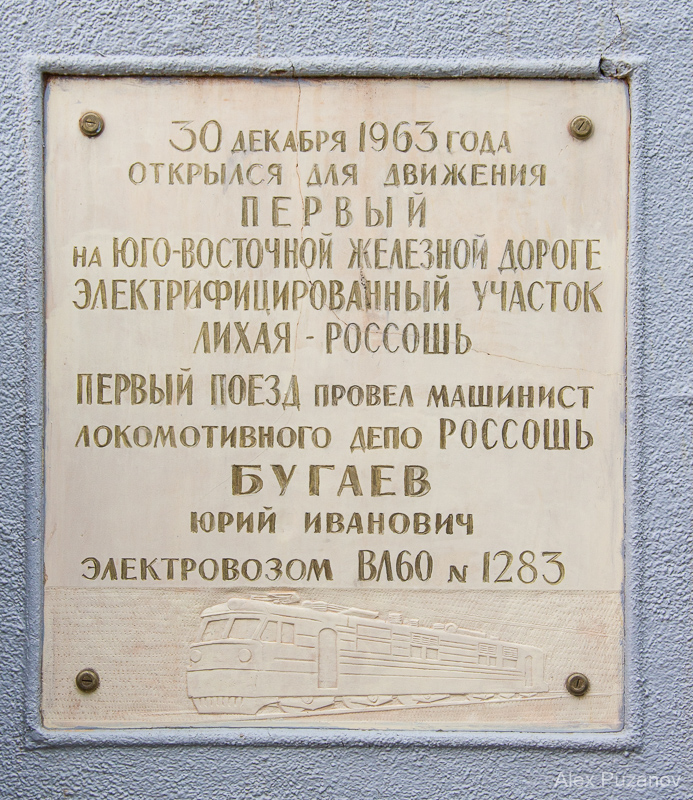 30 ДЕКАБРЯ 1963 ГОДА
ОТКРЫЛСЯ ДЛЯ ДВИЖЕНИЯ
ПЕРВЫЙ
НА ЮГО-ВОСТОЧНОЙ ЖЕЛЕЗНОЙ ДОРОГЕ
ЭЛЕКТРИФИЦИРОВАННЫЙ УЧАСТОК
ЛИХАЯ - РОССОШЬ
ПЕРВЫЙ ПОЕЗД ПРОВЕЛ МАШИНИСТ
ЛОКОМОТИВНОГО ДЕПО РОССОШЬ
БУГАЕВ
ЮРИЙ ИВАНОВИЧ
ЭЛЕКТРОВОЗОМ ВЛ60 N 1283
Alex Puzanov